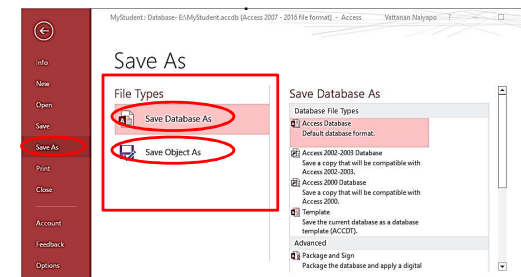 MyStudent : Database- E:\MyStudent.accdb (Access 2007 - 2016 file format) - Access Vattanan Naiyapo ?
Save As
Info
New
Open
Save
Save As
Print
Close
Account
Feedback
Options
File Types
Save Database As
Save Object As
Save Database As
Database File Types
Access Database
Default database format.
Access 2002-2003 Database
Save a copy that will be compatible with
Access 2002-2003.
Access 2000 Database
Save a copy that will be compatible with
Access 2000.
Template
Save the current database as a database
template (ACCDT).
Advanced
Package and Sign
Package the database and apply a digital